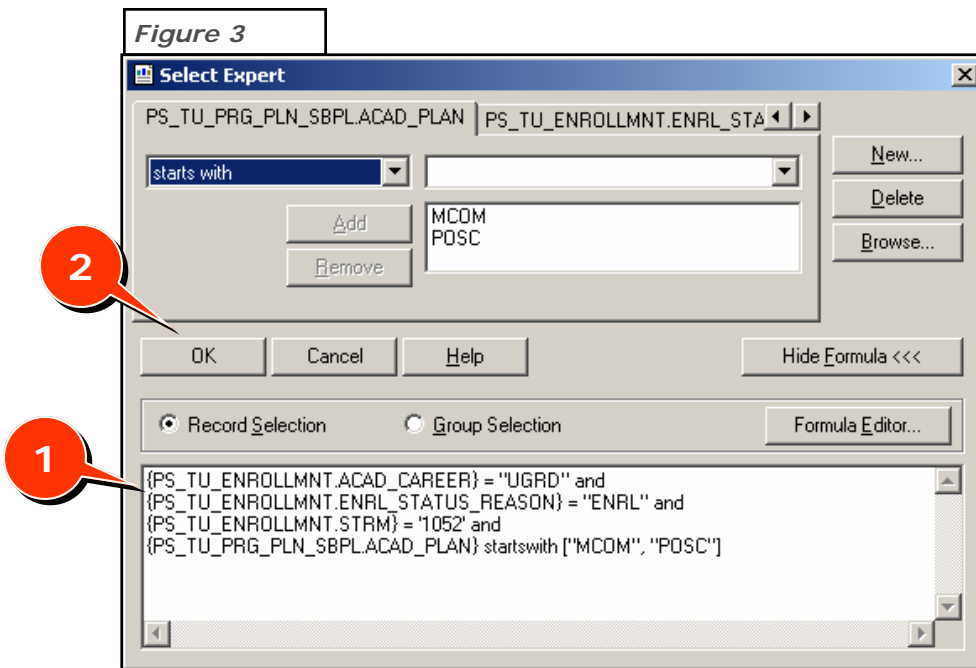 Figure 3
Select Expert
PS_TU_PRG_PLN_SBPL.ACAD_PLAN PS_TU_ENROLLMNT.ENRL_STA
starts with
New...
Delete
Add
MCOM
POSC
Browse...
Remove
2
OK Cancel Help Hide Formula <<<
Record Selection Group Selection Formula Editor...
1
{PS_TU_ENROLLMNT.ACAD_CAREER} = "UGRD" and
{PS_TU_ENROLLMNT.ENRL_STATUS_REASON} = "ENRL" and
{PS_TU_ENROLLMNT.STRM} = '1052' and
{PS_TU_PRG_PLN_SBPL.ACAD_PLAN} startswith ["MCOM", "POSC"]